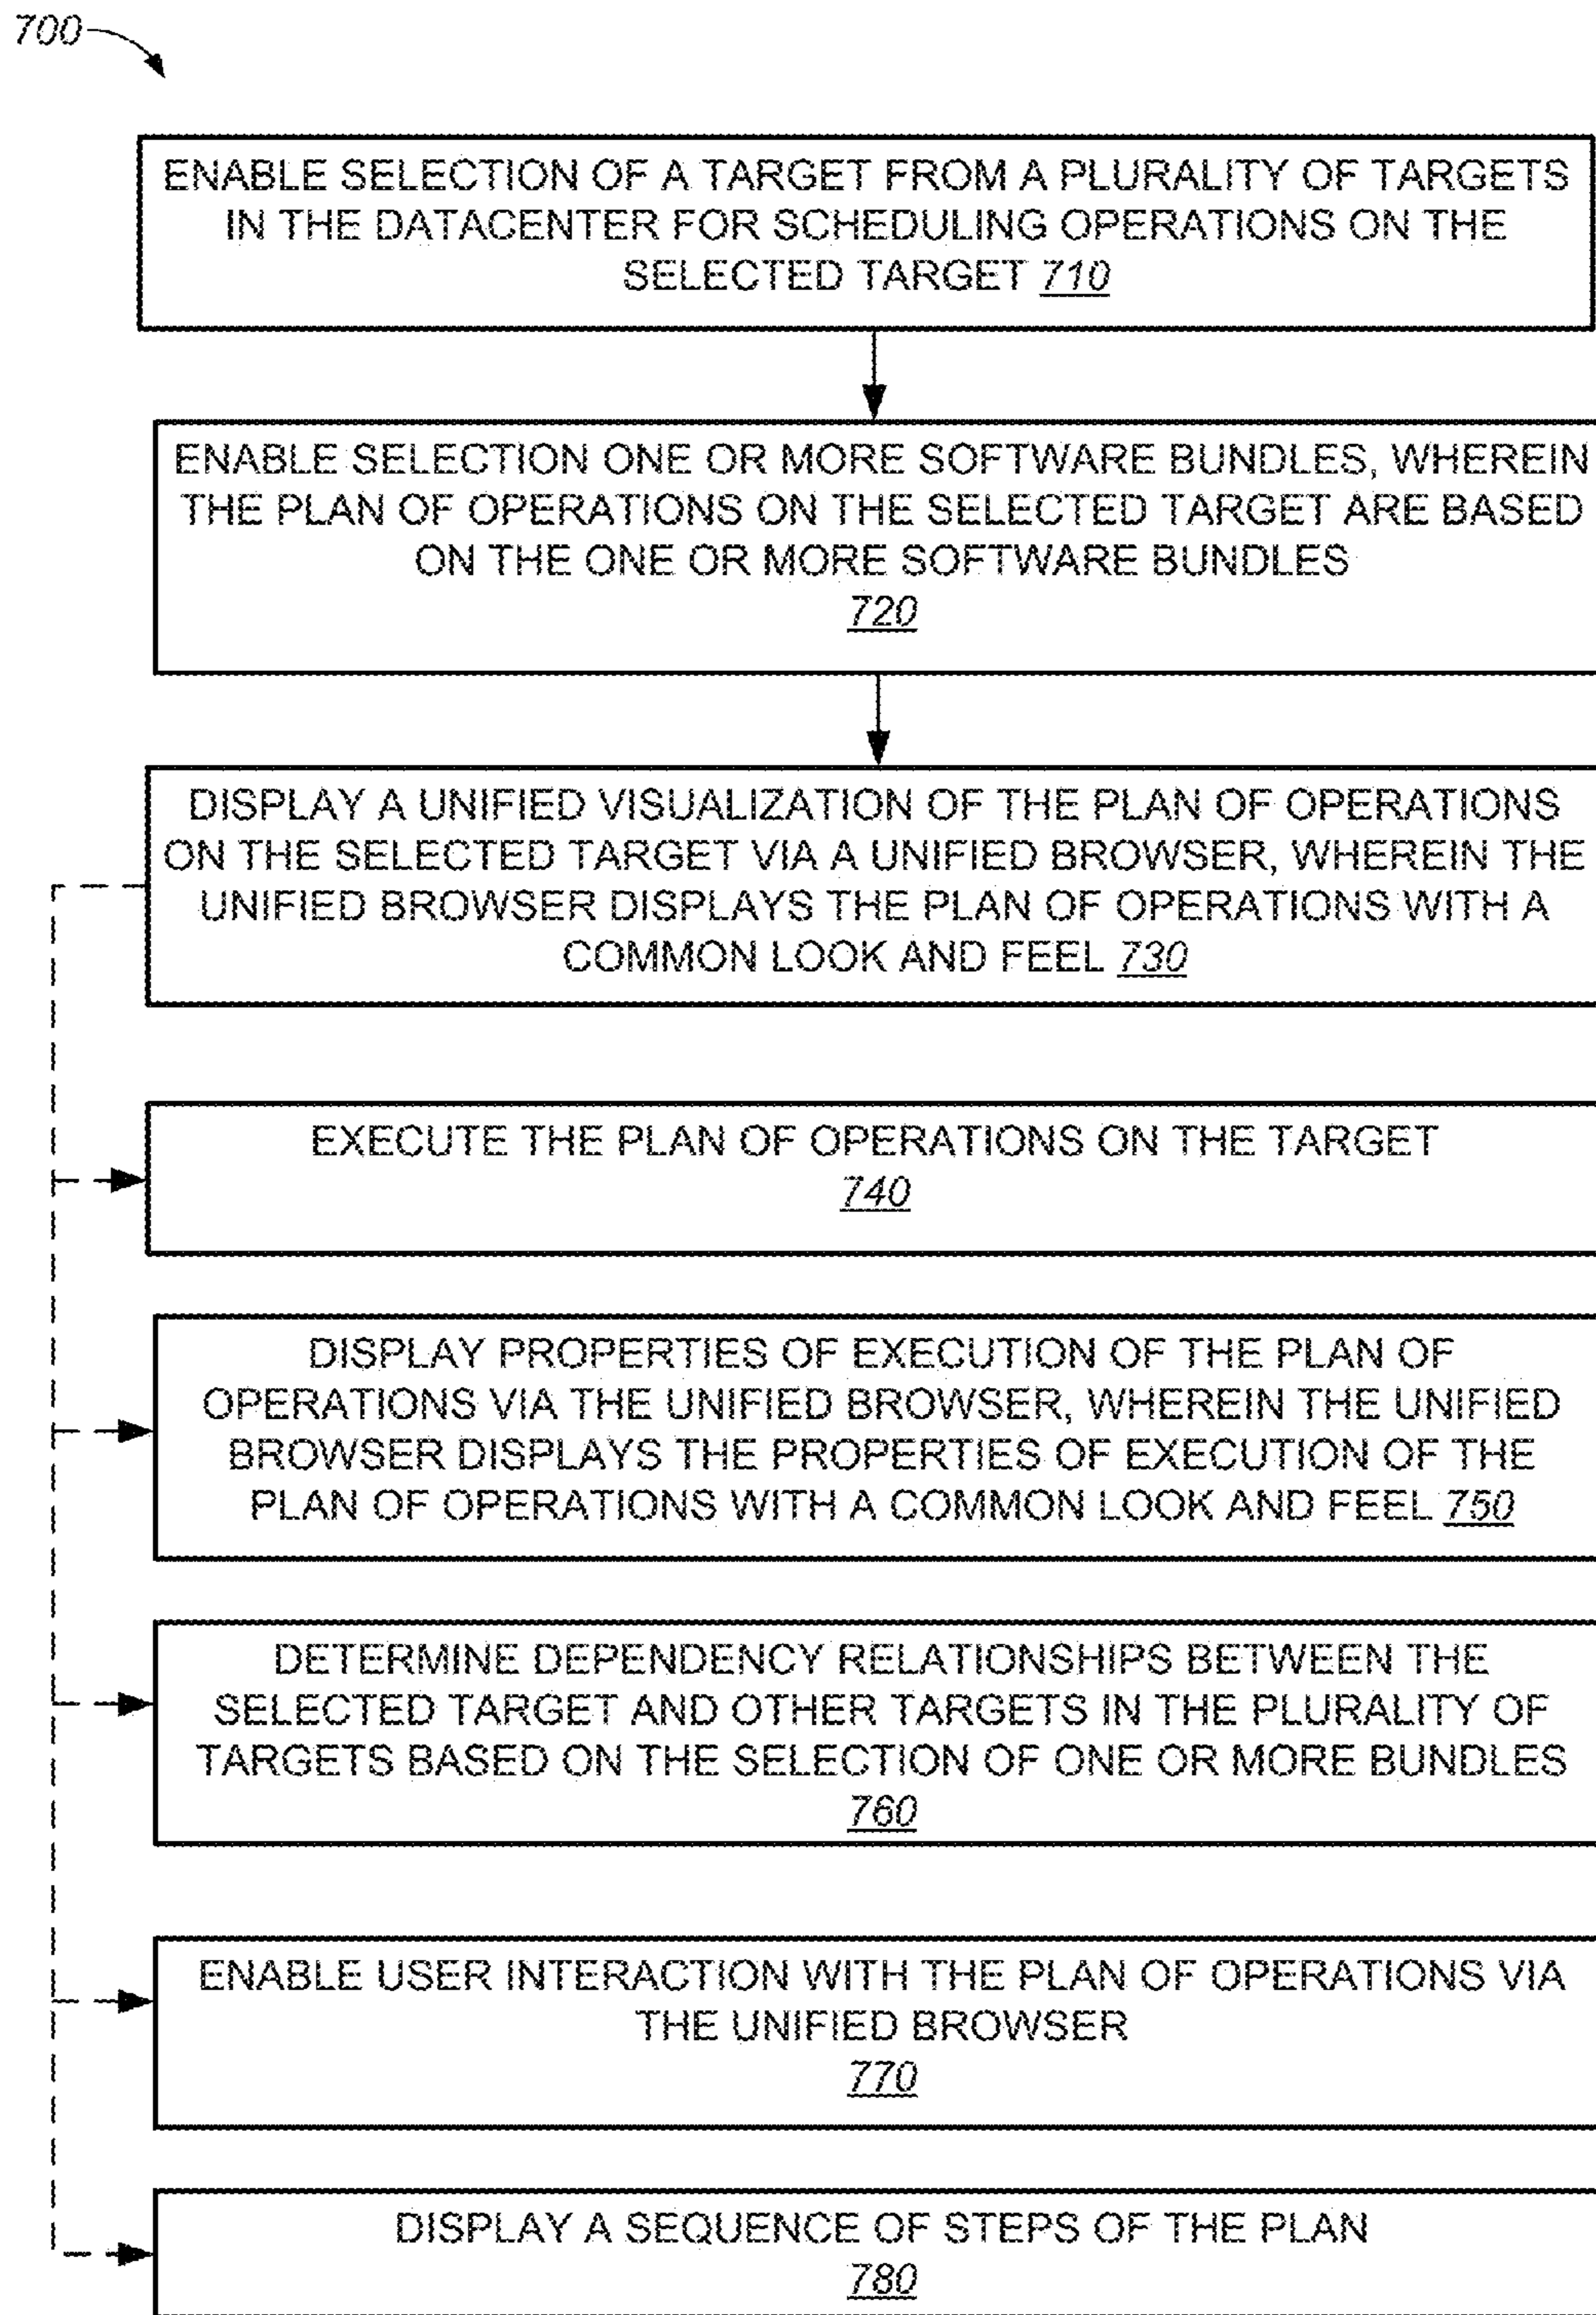 700
ENABLE SELECTION OF A TARGET FROM A PLURALITY OF TARGETS
IN THE DATACENTER FOR SCHEDULING OPERATIONS ON THE
SELECTED TARGET 710
ENABLE SELECTION ONE OR MORE SOFTWARE BUNDLES, WHEREIN
THE PLAN OF OPERATIONS ON THE SELECTED TARGET ARE BASED
ON THE ONE OR MORE SOFTWARE BUNDLES
720
DISPLAY A UNIFIED VISUALIZATION OF THE PLAN OF OPERATIONS
ON THE SELECTED TARGET VIA A UNIFIED BROWSER, WHEREIN THE
UNIFIED BROWSER DISPLAYS THE PLAN OF OPERATIONS WITH A
COMMON LOOK AND FEEL 730
EXECUTE THE PLAN OF OPERATIONS ON THE TARGET
740
DISPLAY PROPERTIES OF EXECUTION OF THE PLAN OF
OPERATIONS VIA THE UNIFIED BROWSER, WHEREIN THE UNIFIED
BROWSER DISPLAYS THE PROPERTIES OF EXECUTION OF THE
PLAN OF OPERATIONS WITH A COMMON LOOK AND FEEL 750
DETERMINE DEPENDENCY RELATIONSHIPS BETWEEN THE
SELECTED TARGET AND OTHER TARGETS IN THE PLURALITY OF
TARGETS BASED ON THE SELECTION OF ONE OR MORE BUNDLES
760
ENABLE USER INTERACTION WITH THE PLAN OF OPERATIONS VIA
THE UNIFIED BROWSER
770
DISPLAY A SEQUENCE OF STEPS OF THE PLAN
780